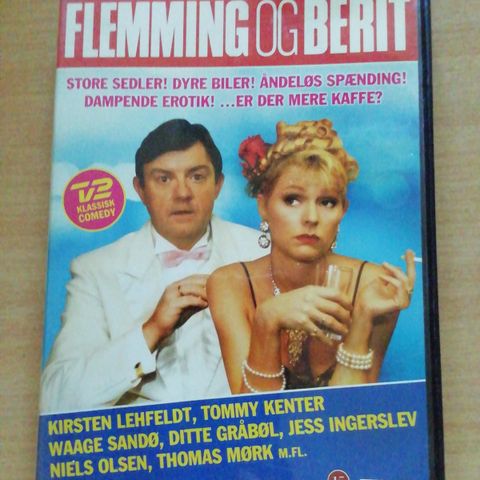 FLEMMING OG BERIT
STORE SEDLER! DYRE BILER! ÅNDELØS SPÆNDING!
DAMPENDE EROTIK! ...ER DER MERE KAFFE?
TV2
KLASSISK
COMEDY
KIRSTEN LEHFELDT, TOMMY KENTER
WAAGE SANDØ, DITTE GRÅBØL, JESS INGERSLEV
NIELS OLSEN, THOMAS MØRK M.FL.